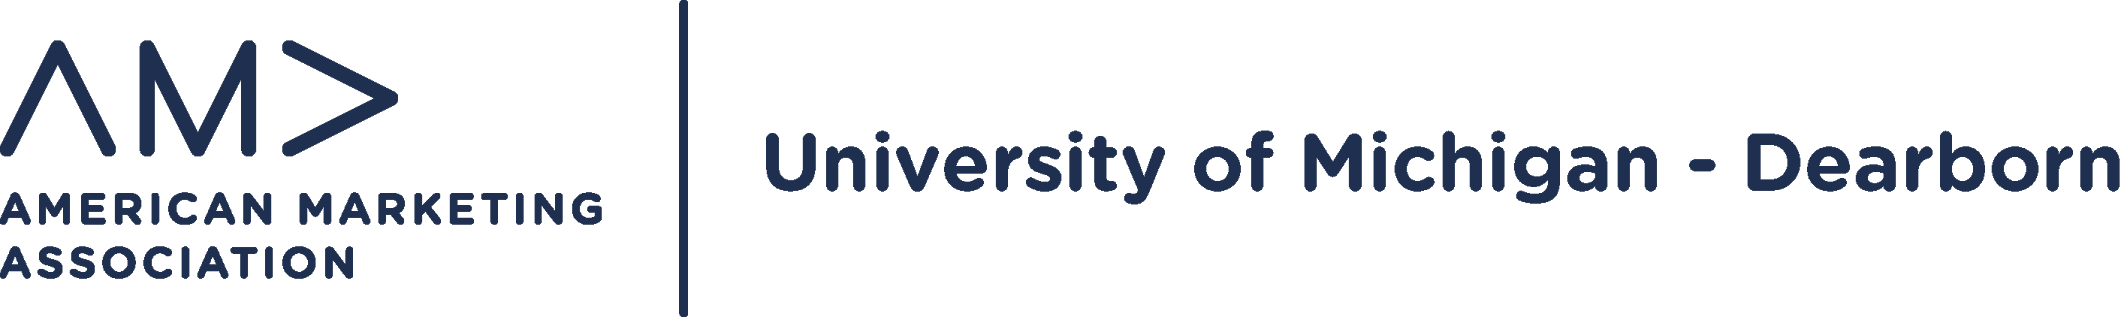 AMA
AMERICAN MARKETING
ASSOCIATION
University of Michigan - Dearborn